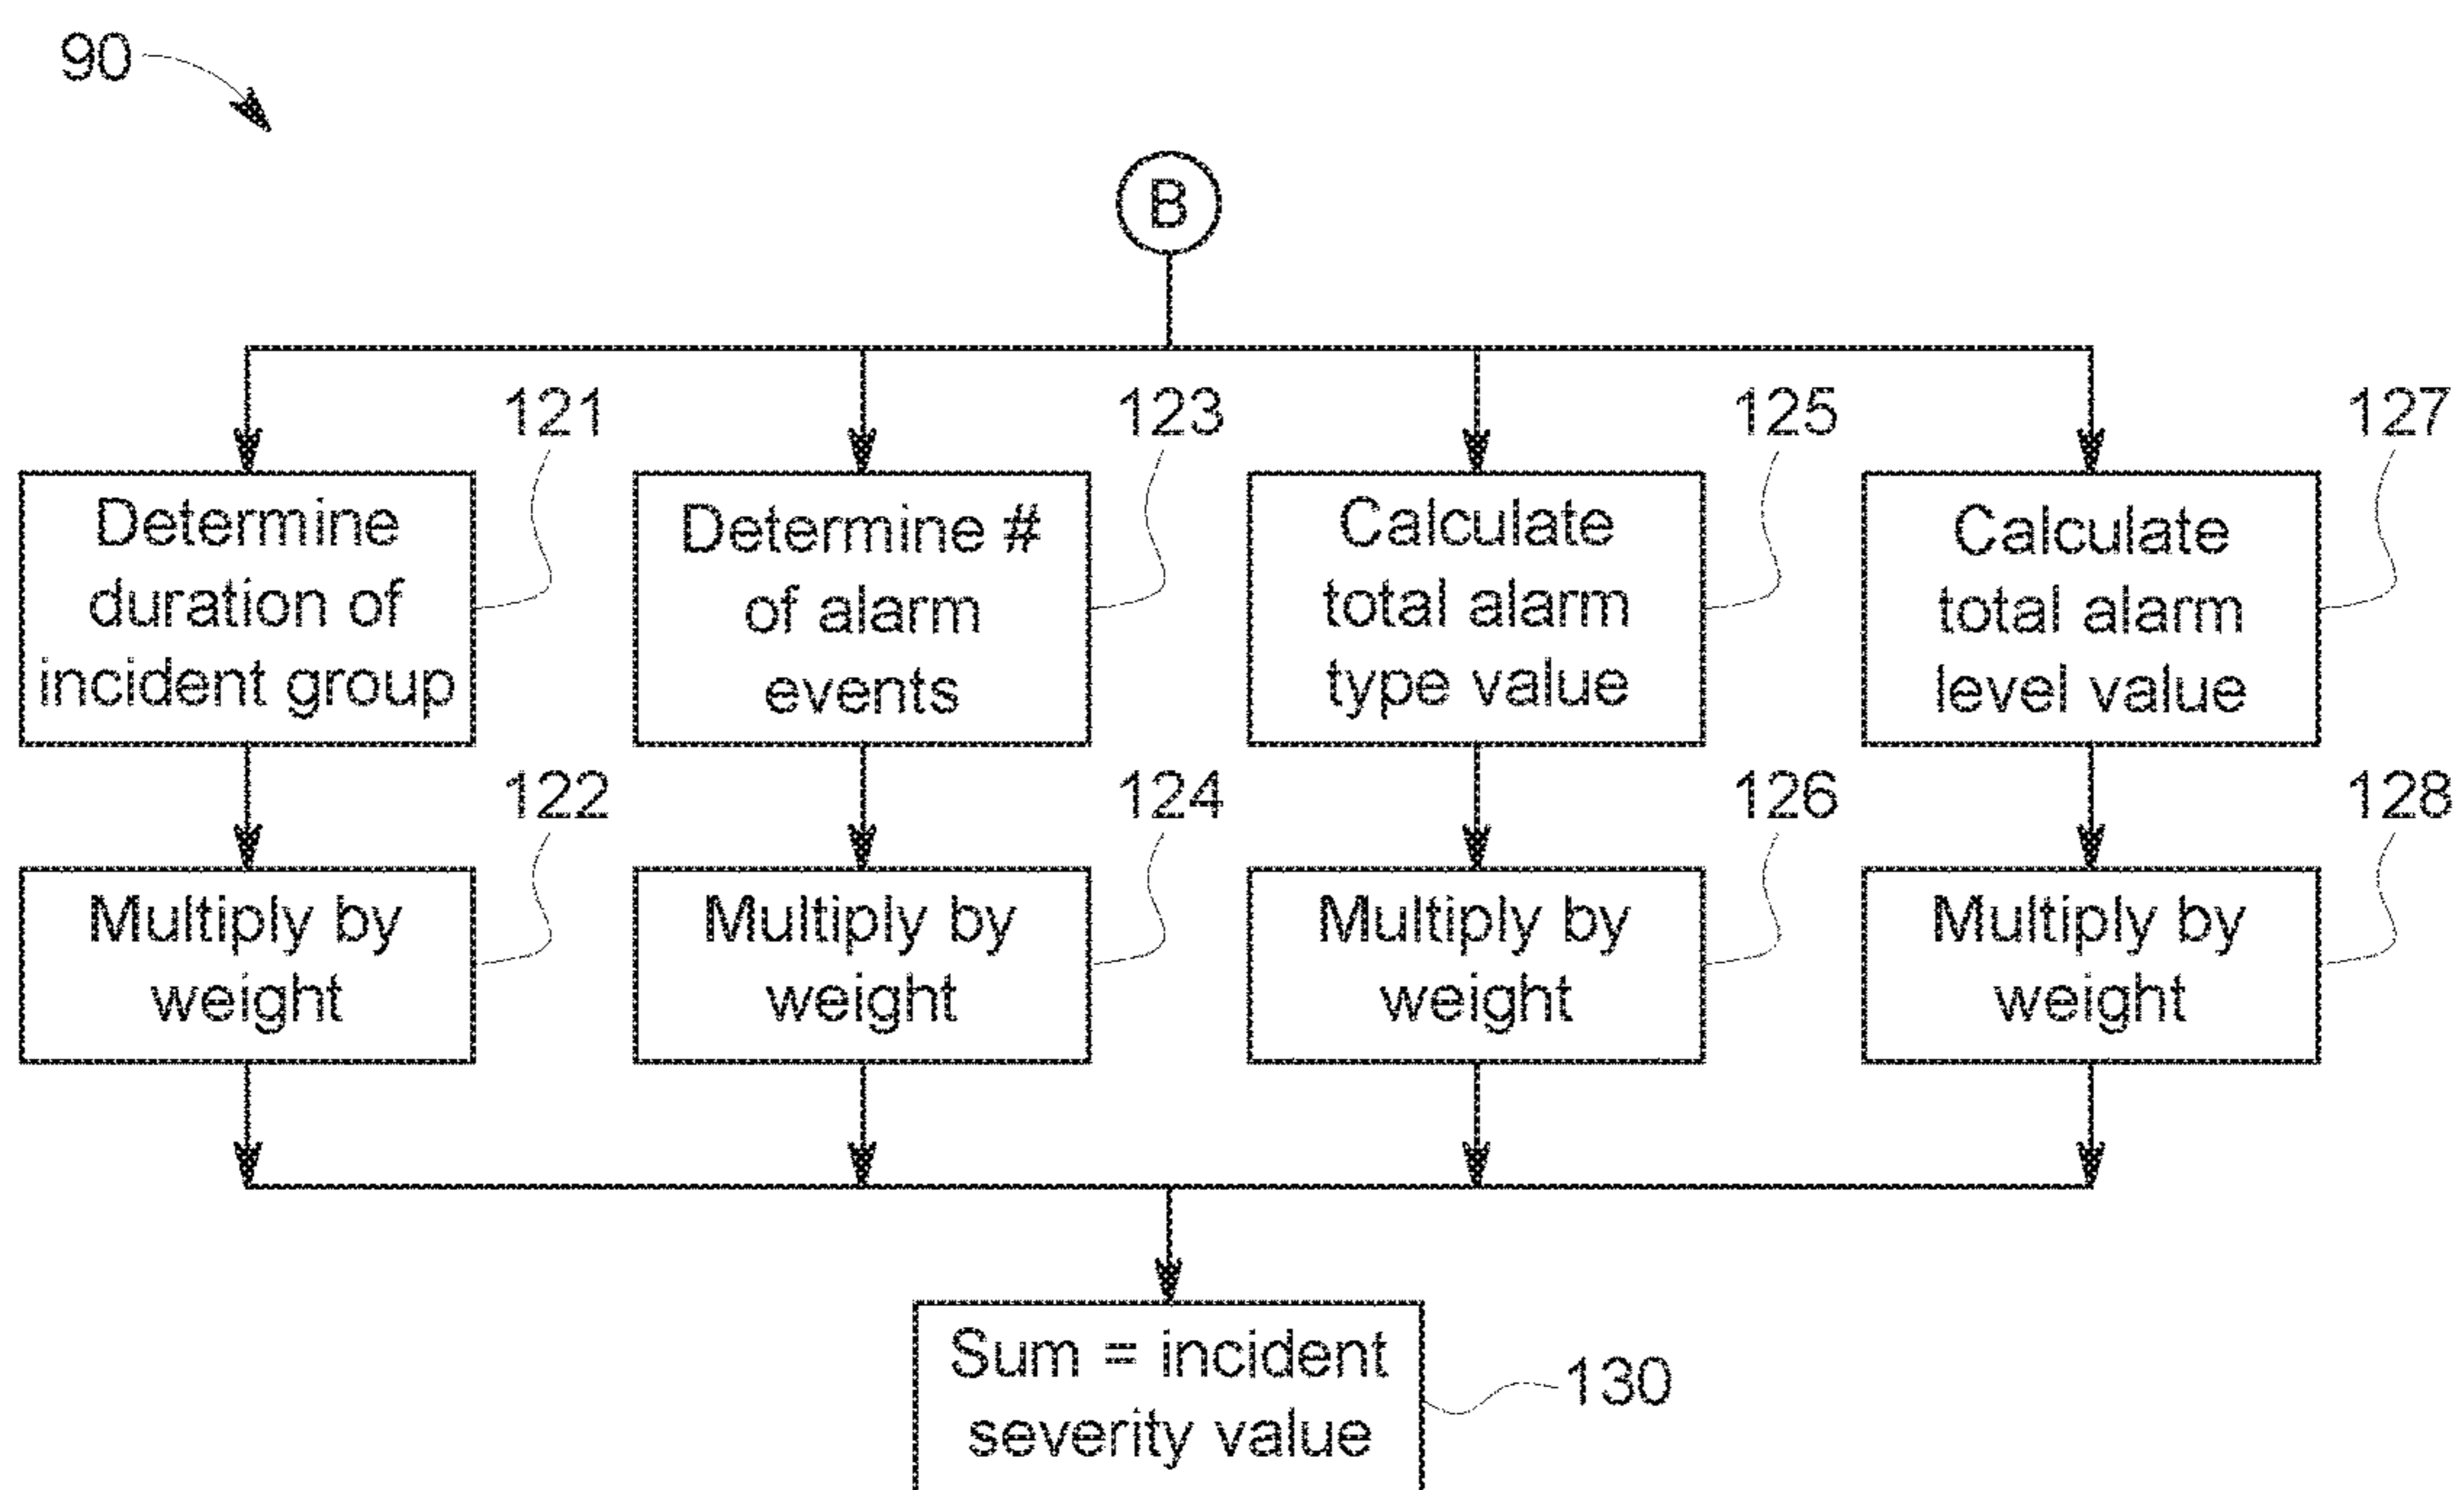 90
B
121
Determine
duration of
incident group
123
Determine #
of alarm
events
125
Calculate
total alarm
type value
127
Calculate
total alarm
level value
122
Multiply by
weight
124
Multiply by
weight
126
Multiply by
weight
128
Multiply by
weight
Sum = incident
severity value
130